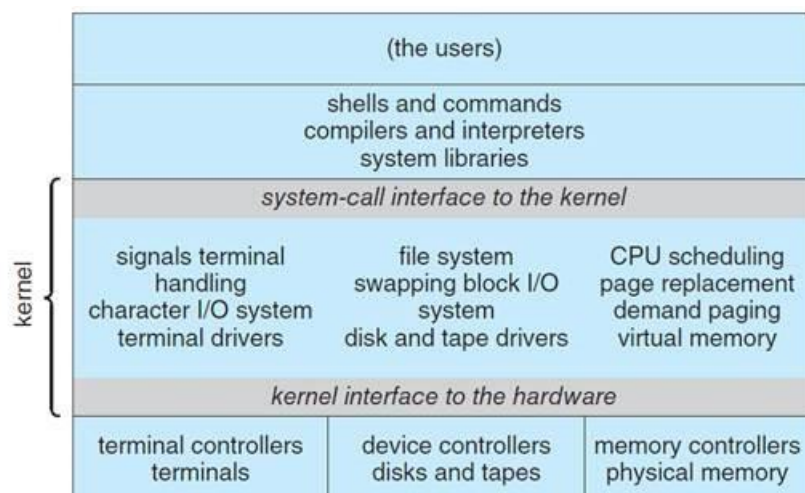 (the users)
shells and commands
compilers and interpreters
system libraries
kernel
system-call interface to the kernel
signals terminal
handling
character I/O system
terminal drivers
file system
swapping block I/O
system
disk and tape drivers
CPU scheduling
page replacement
demand paging
virtual memory
kernel interface to the hardware
terminal controllers
terminals
device controllers
disks and tapes
memory controllers
physical memory